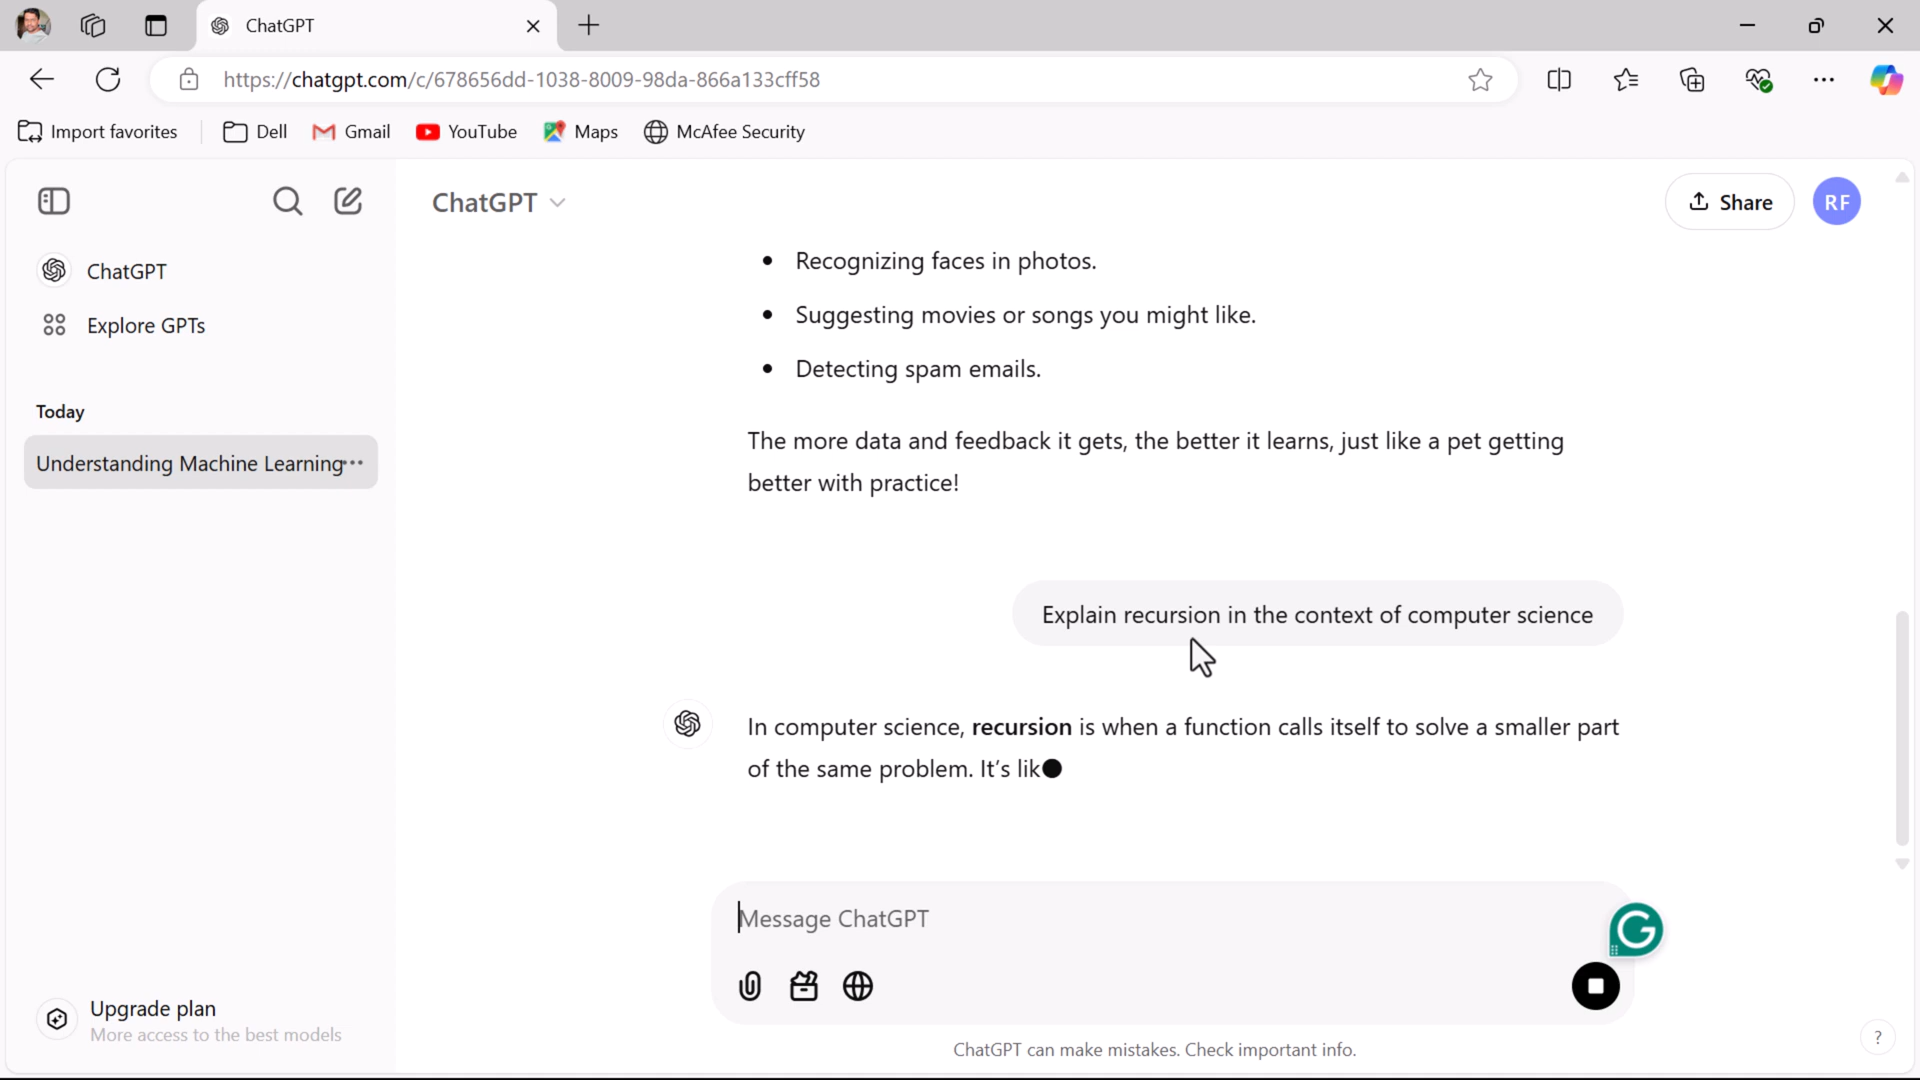 ChatGPT
https://chatgpt.com/c/678656dd-1038-8009-98da-866a133cff58
Import favorites
Dell
Gmail
YouTube
Maps
McAfee Security
ChatGPT
Share
RF
ChatGPT
Explore GPTs
Today
Understanding Machine Learning
Recognizing faces in photos.
Suggesting movies or songs you might like.
Detecting spam emails.
The more data and feedback it gets, the better it learns, just like a pet getting
better with practice!
Explain recursion in the context of computer science
In computer science, recursion is when a function calls itself to solve a smaller part
of the same problem. It's lik
Message ChatGPT
G
Upgrade plan
More access to the best models
ChatGPT can make mistakes. Check important info.
?